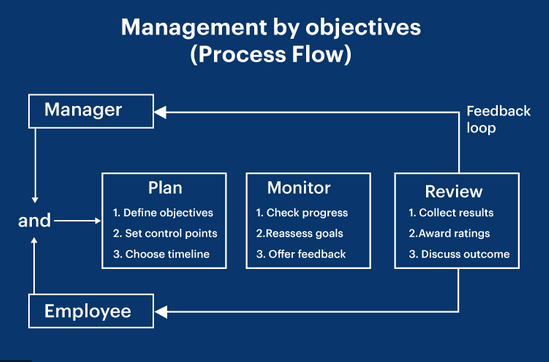 Management by objectives
(Process Flow)
Manager
Feedback
loop
and
Plan
1. Define objectives
2. Set control points
3. Choose timeline
Monitor
1. Check progress
2.Reassess goals
3. Offer feedback
Review
1. Collect results
2.Award ratings
3. Discuss outcome
Employee